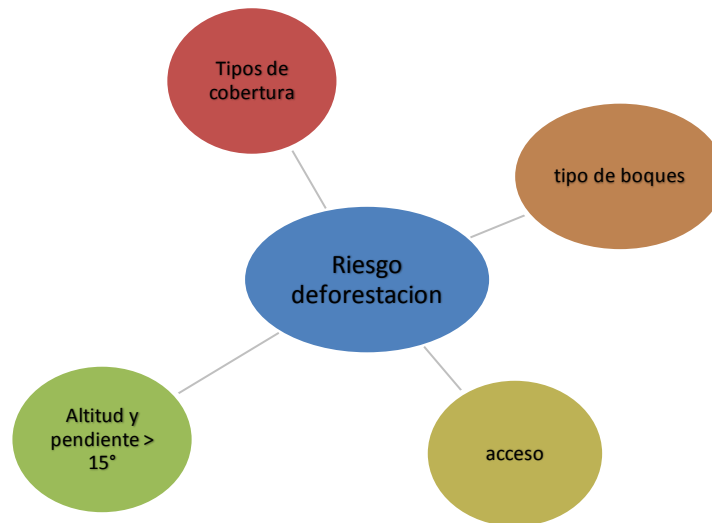 Tipos de
cobertura
tipo de boques
Riesgo
deforestacion
Altitud y
pendiente >
15°
acceso